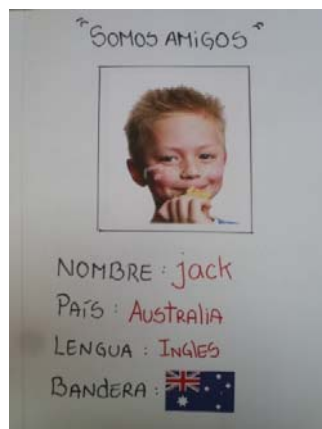 "SOMOS AMIGOS"
NOMBRE : jack
PAÍS : AUSTRALIA
LENGUA : INGLES
BANDERA :